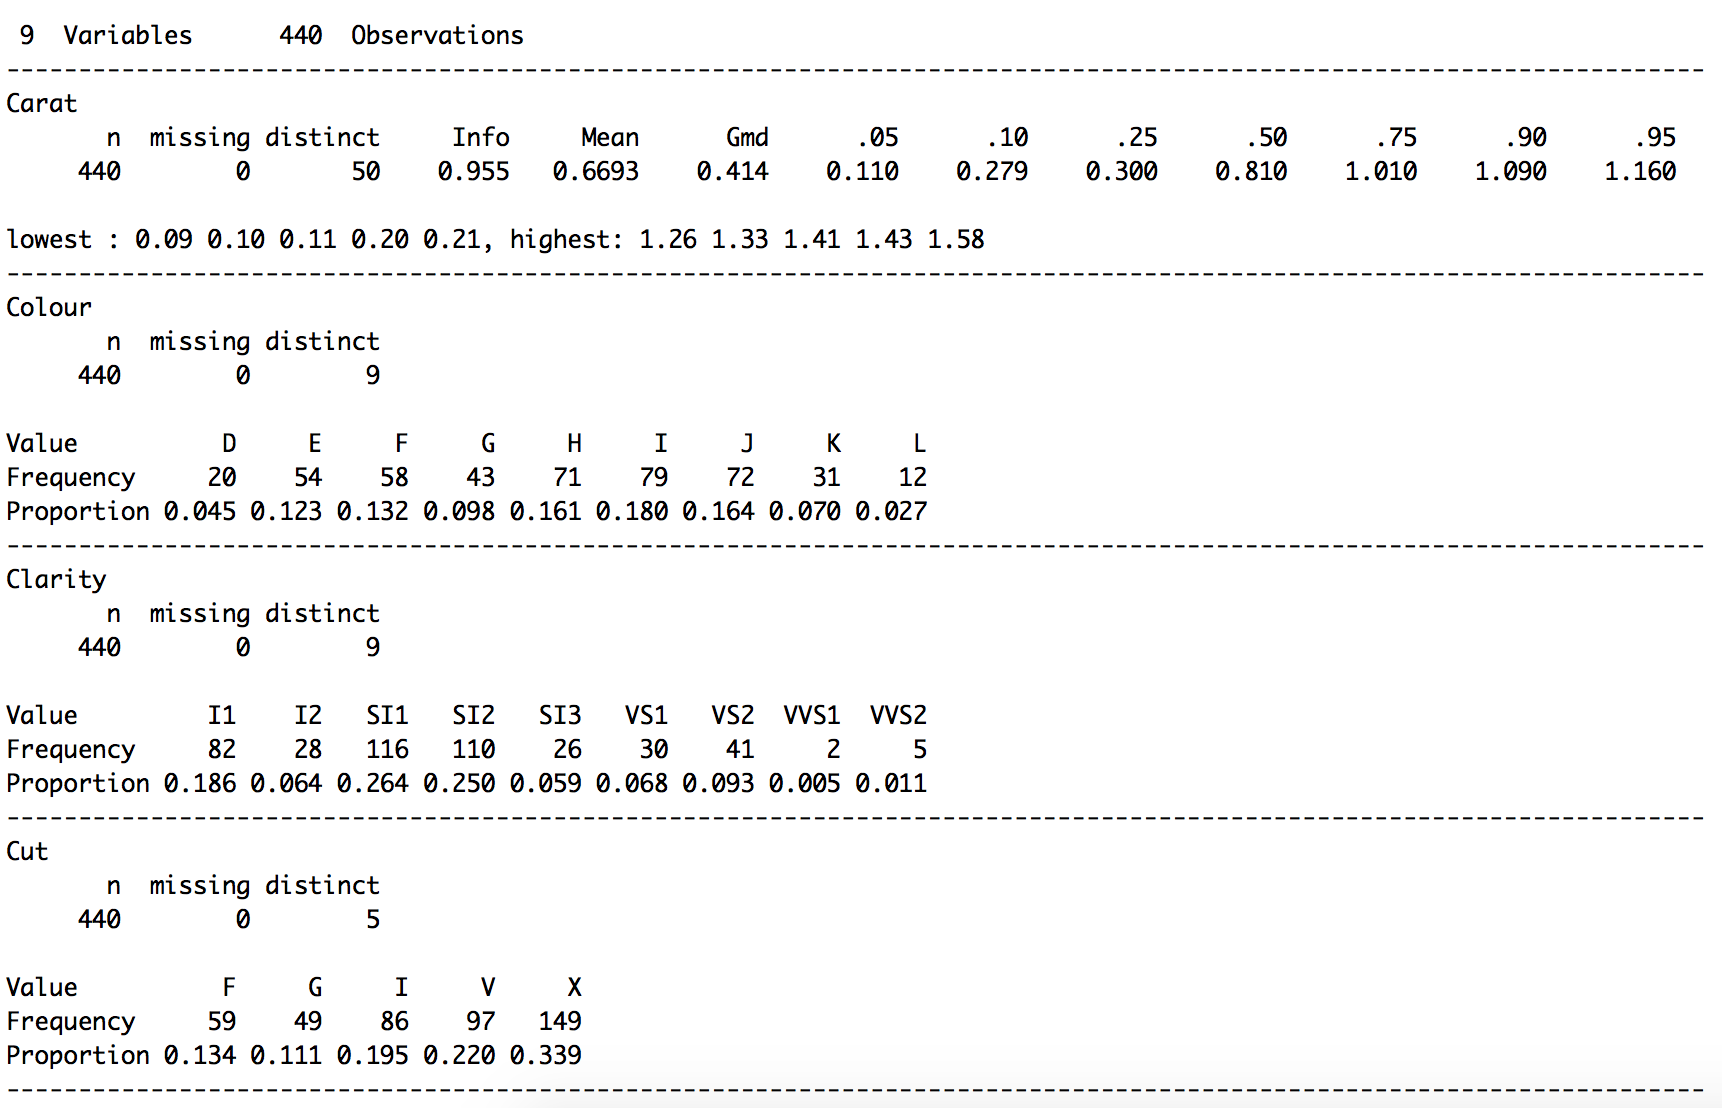 9  Variables      440  Observations
----------------------------------------------------------------------------------------------------------------------
Carat
       n  missing distinct     Info     Mean      Gmd      .05      .10      .25      .50      .75      .90      .95
     440        0       50    0.955   0.6693    0.414    0.110    0.279    0.300    0.810    1.010    1.090    1.160
lowest : 0.09 0.10 0.11 0.20 0.21, highest: 1.26 1.33 1.41 1.43 1.58
----------------------------------------------------------------------------------------------------------------------
Colour
       n  missing distinct
     440        0        9
Value          D     E     F     G     H     I     J     K     L
Frequency     20    54    58    43    71    79    72    31    12
Proportion 0.045 0.123 0.132 0.098 0.161 0.180 0.164 0.070 0.027
----------------------------------------------------------------------------------------------------------------------
Clarity
       n  missing distinct
     440        0        9
Value         I1    I2   SI1   SI2   SI3   VS1   VS2  VVS1  VVS2
Frequency     82    28   116   110    26    30    41     2     5
Proportion 0.186 0.064 0.264 0.250 0.059 0.068 0.093 0.005 0.011
----------------------------------------------------------------------------------------------------------------------
Cut
       n  missing distinct
     440        0        5
Value          F     G     I     V     X
Frequency     59    49    86    97   149
Proportion 0.134 0.111 0.195 0.220 0.339
----------------------------------------------------------------------------------------------------------------------